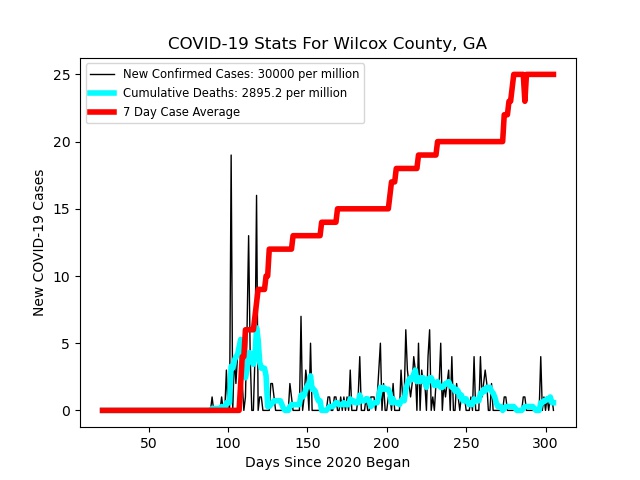 COVID-19 Stats For Wilcox County, GA
New Confirmed Cases: 30000 per million
Cumulative Deaths: 2895.2 per million
7 Day Case Average
25
20
15
10
5
0
New COVID-19 Cases
50 100 150 200 250 300
Days Since 2020 Began